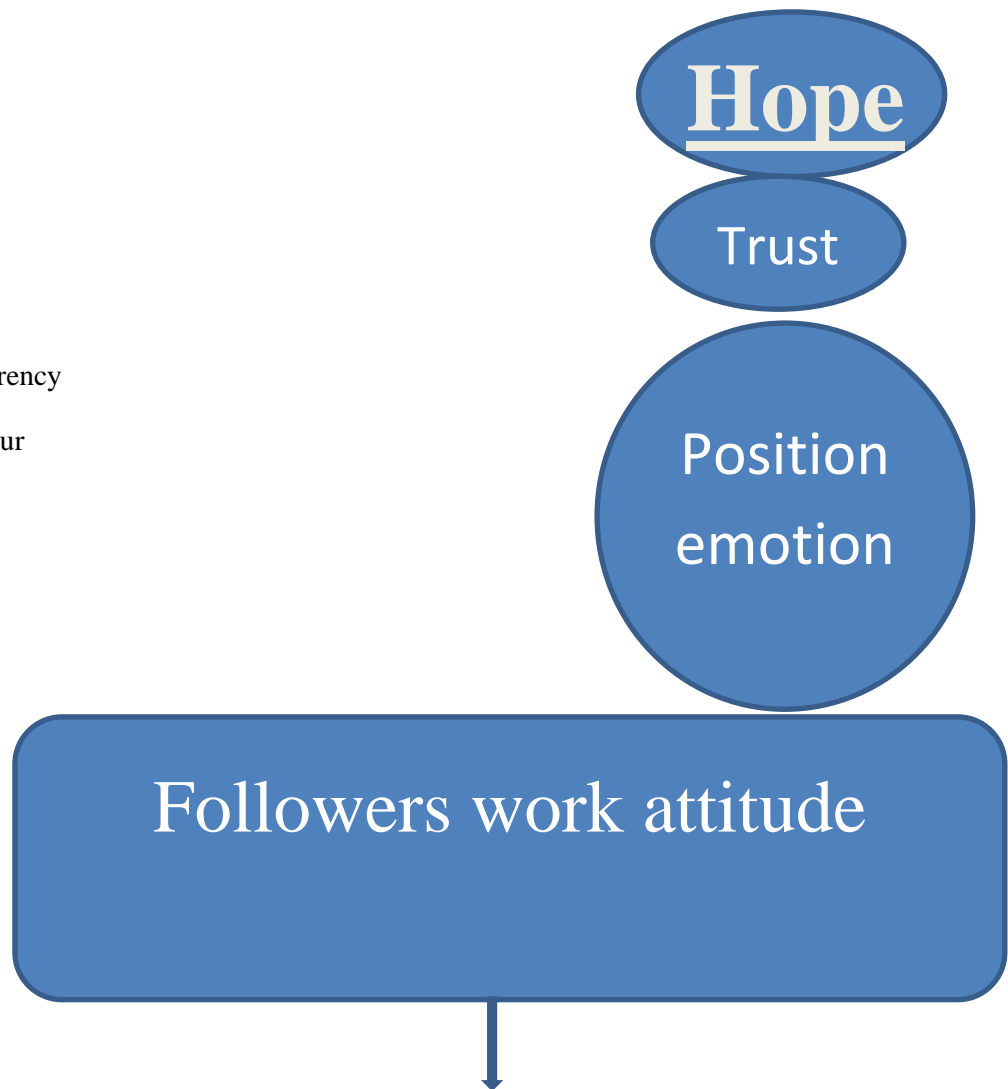 Hope
Trust
rency
ur
Position
emotion
Followers work attitude